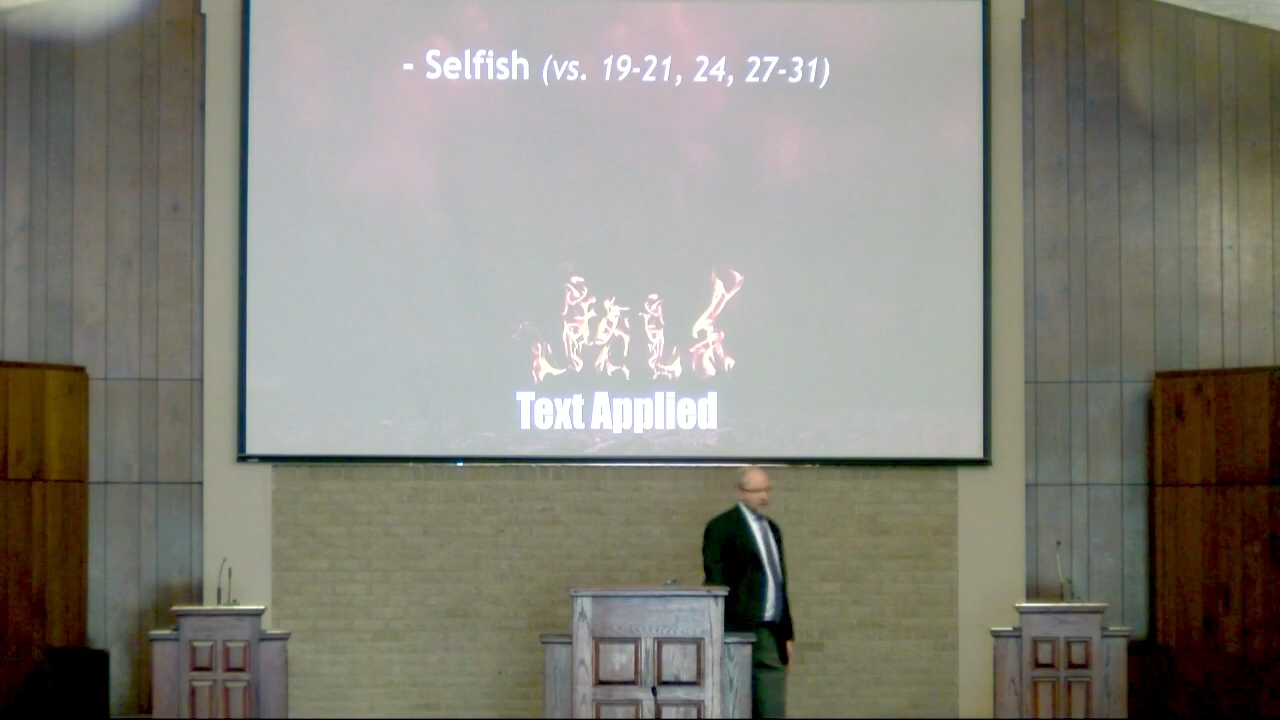 - Selfish (vs. 19-21, 24, 27-31)
Text Applied